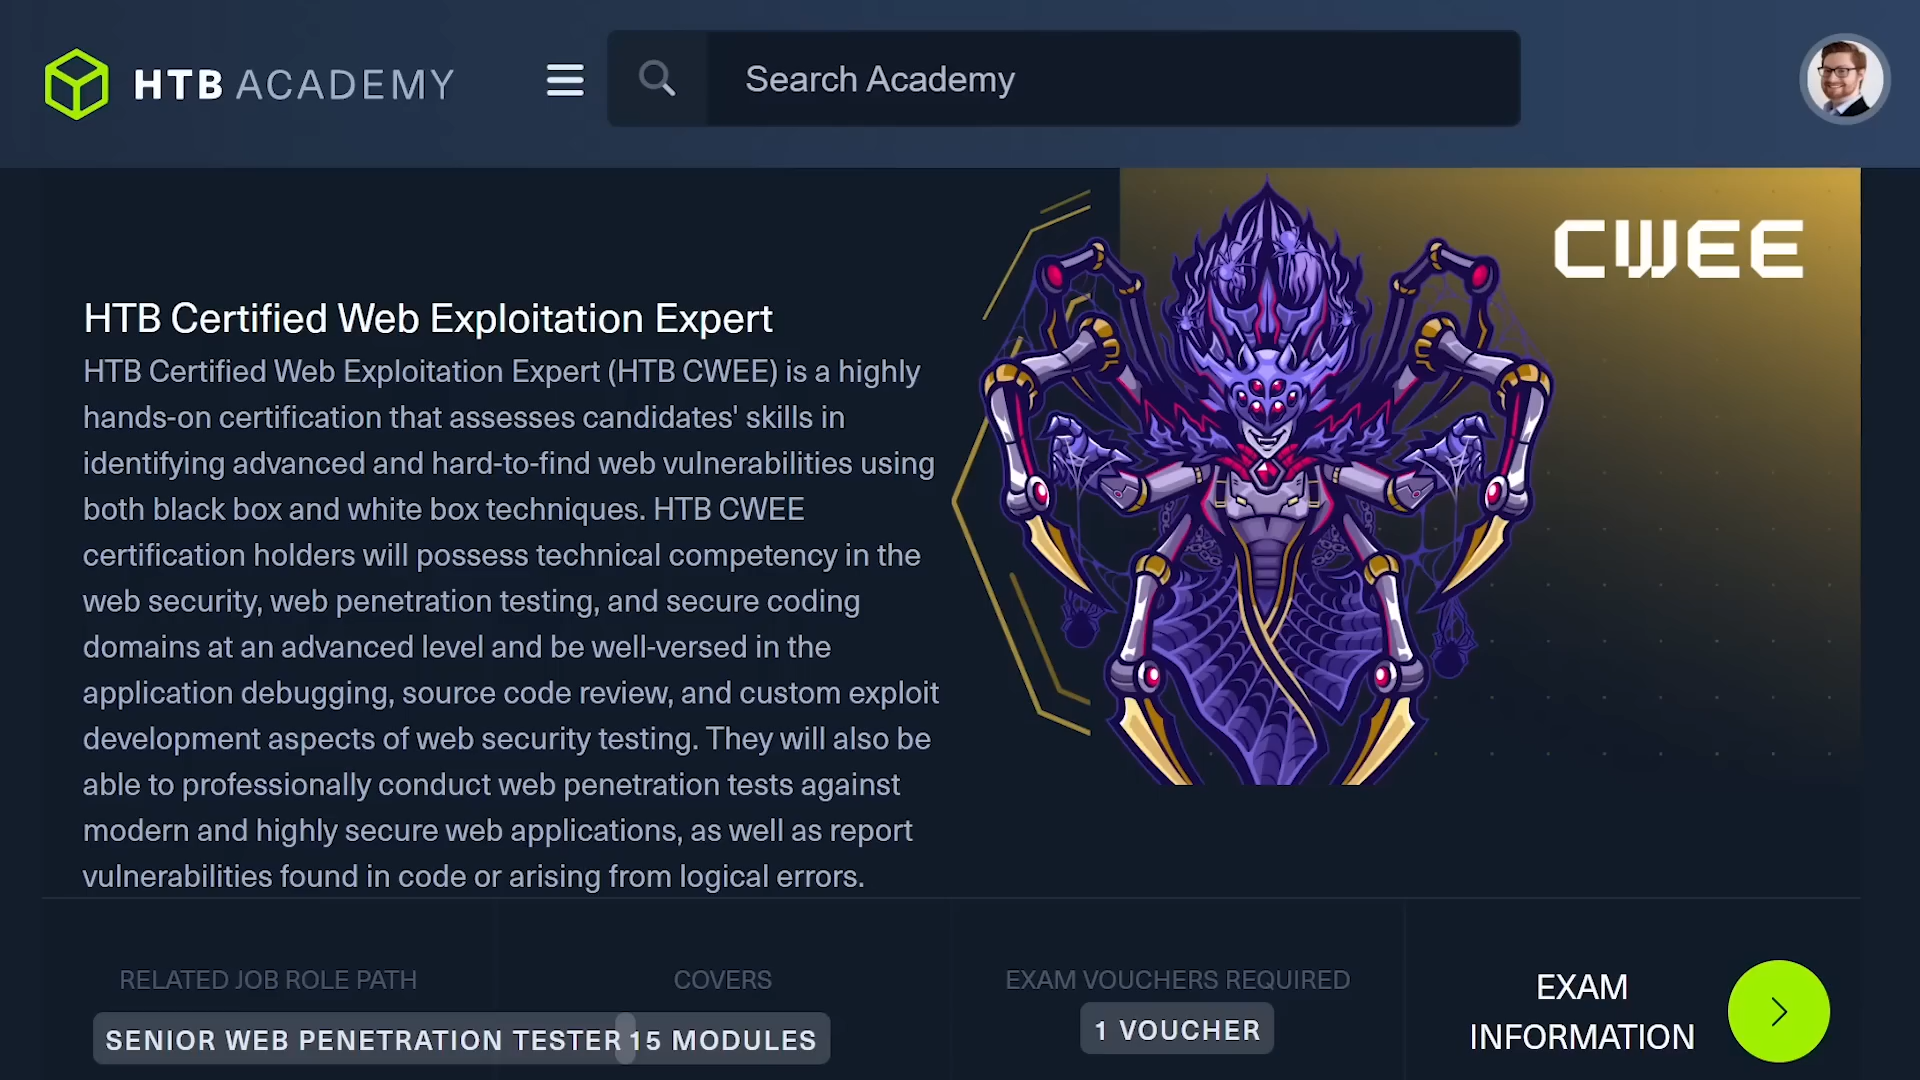 HTB ACADEMY
Search Academy
CWEE
HTB Certified Web Exploitation Expert
HTB Certified Web Exploitation Expert (HTB CWEE) is a highly
hands-on certification that assesses candidates' skills in
identifying advanced and hard-to-find web vulnerabilities using
both black box and white box techniques. HTB CWEE
certification holders will possess technical competency in the
web security, web penetration testing, and secure coding
domains at an advanced level and be well-versed in the
application debugging, source code review, and custom exploit
development aspects of web security testing. They will also be
able to professionally conduct web penetration tests against
modern and highly secure web applications, as well as report
vulnerabilities found in code or arising from logical errors.
RELATED JOB ROLE PATH
SENIOR WEB PENETRATION TESTER
COVERS
15 MODULES
EXAM VOUCHERS REQUIRED
1 VOUCHER
EXAM
INFORMATION